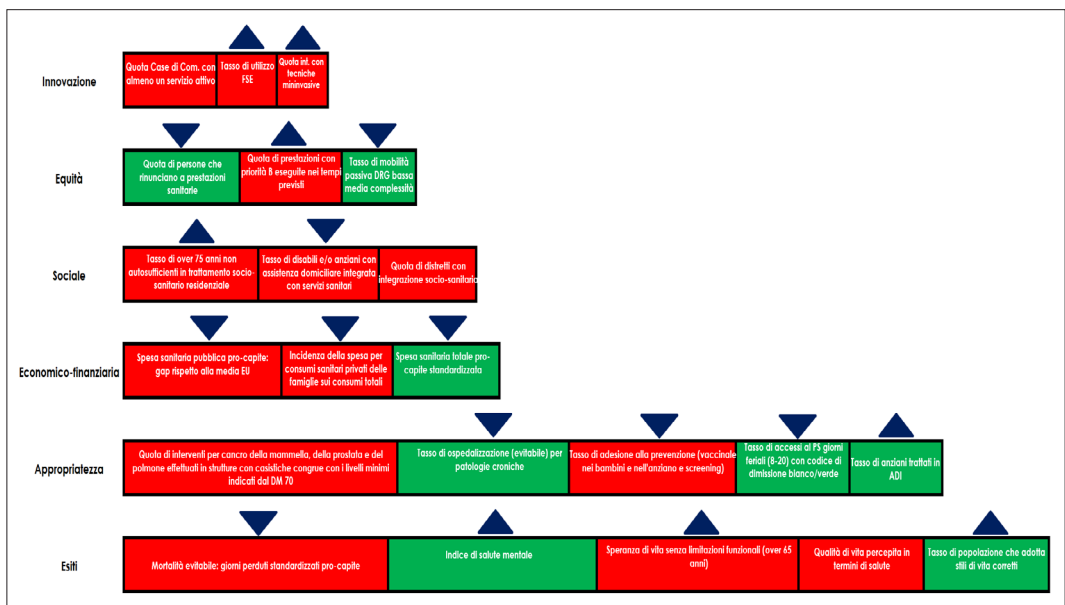 Innovazione
Quota Case di Com. con
almeno un servizio attivo
Tasso di utilizzo
FSE
Quota int. con
tecniche
mininvasive
Equità
Quota di persone che
rinunciano a prestazioni
sanitarie
Quota di prestazioni con
priorità B eseguite nei tempi
previsti
Tasso di mobilità
passiva DRG bassa
media complessità
Sociale
Tasso di over 75 anni non
autosufficienti in trattamento socio-
sanitario residenziale
Tasso di disabili e/o anziani con
assistenza domiciliare integrata
con servizi sanitari
Quota di distretti con
integrazione socio-sanitaria
Economico-finanziaria
Spesa sanitaria pubblica pro-capite:
gap rispetto alla media EU
Incidenza della spesa per
consumi sanitari privati delle
famiglie sui consumi totali
Spesa sanitaria totale pro-
capite standardizzata
Appropriatezza
Quota di interventi per cancro della mammella, della prostata e del
polmone effettuati in strutture con casistiche congrue con i livelli minimi
indicati dal DM 70
Tasso di ospedalizzazione (evitabile) per
patologie croniche
Tasso di adesione alla prevenzione (vaccinale
nei bambini e nell'anziano e screening)
Tasso di accessi al PS giorni
feriali (8-20) con codice di
dimissione bianco/verde
Tasso di anziani trattati in
ADI
Esiti
Mortalità evitabile: giorni perduti standardizzati pro-capite
Indice di salute mentale
Speranza di vita senza limitazioni funzionali (over 65
anni)
Qualità di vita percepita in
termini di salute
Tasso di popolazione che adotta
stili di vita corretti